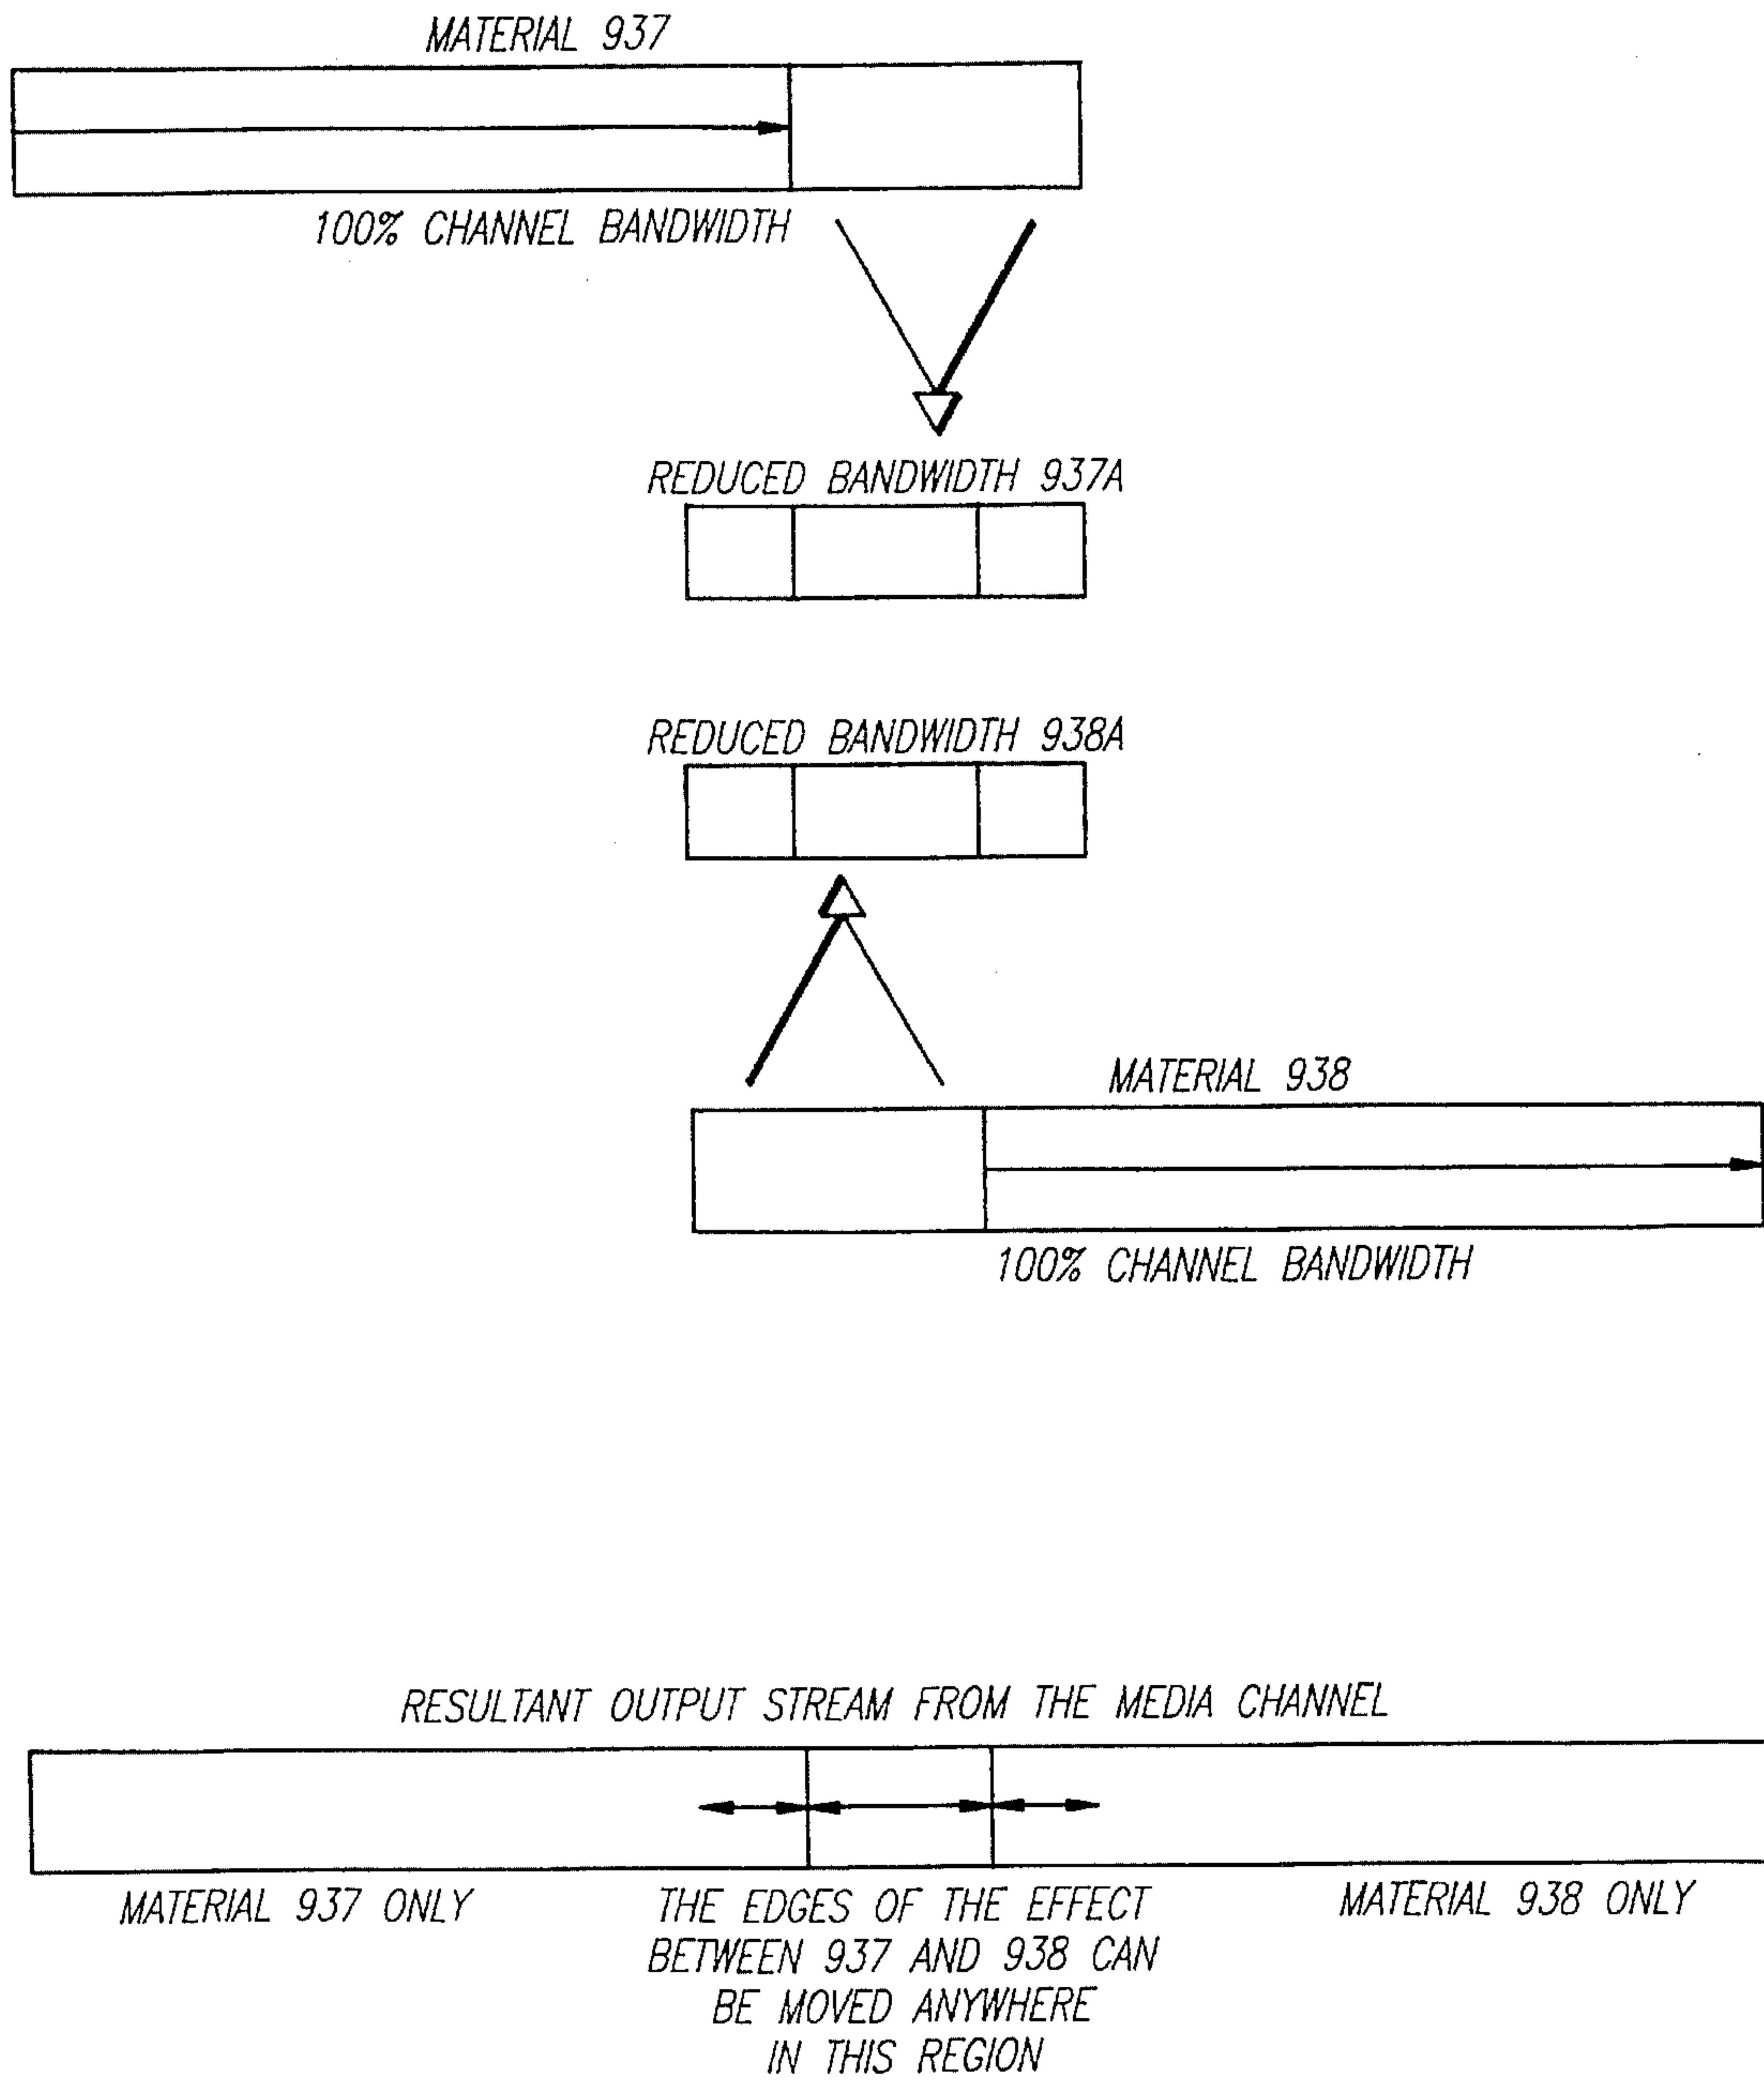 MATERIAL 937
100% CHANNEL BANDWIDTH
REDUCED BANDWIDTH 937A
REDUCED BANDWIDTH 938A
MATERIAL 938
100% CHANNEL BANDWIDTH
RESULTANT OUTPUT STREAM FROM THE MEDIA CHANNEL
MATERIAL 937 ONLY
THE EDGES OF THE EFFECT
BETWEEN 937 AND 938 CAN
BE MOVED ANYWHERE
IN THIS REGION
MATERIAL 938 ONLY